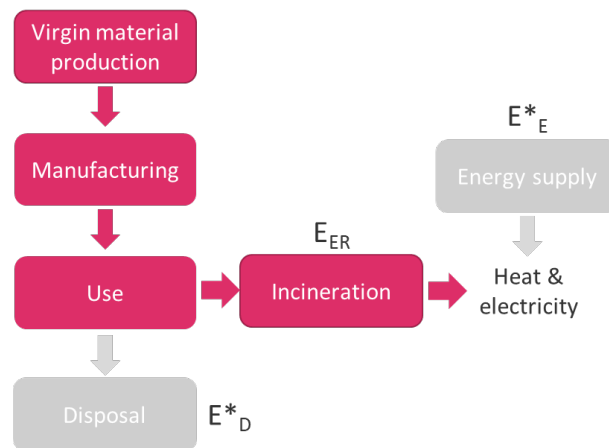 Virgin material
production
E*E
Manufacturing
Energy supply
EER
Use
Incineration
Heat &
electricity
Disposal
E*D